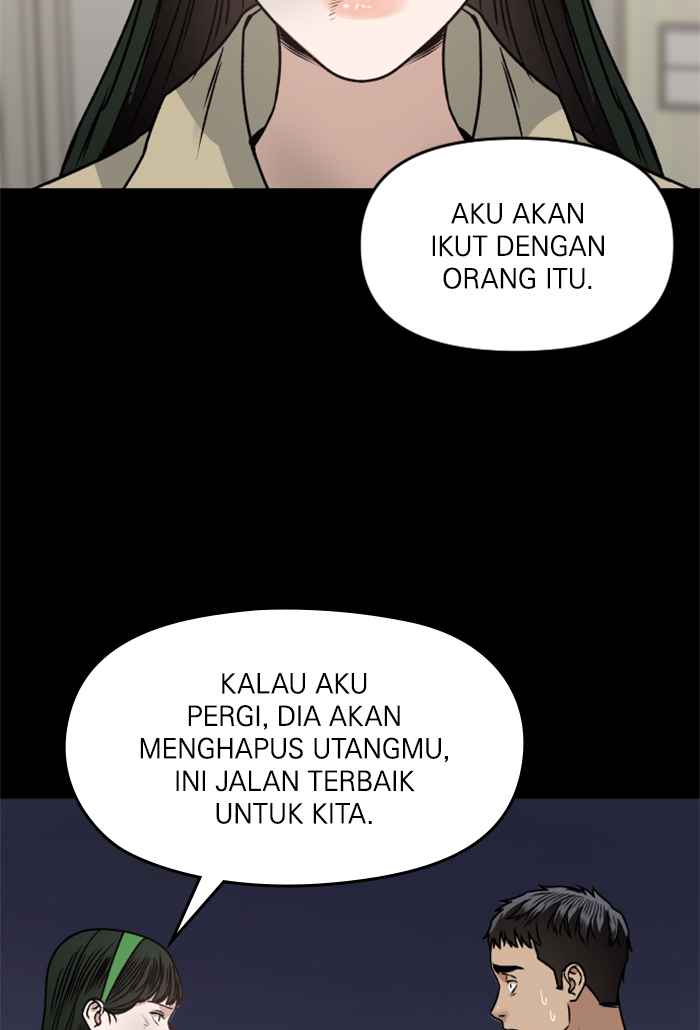 AKU AKAN
IKUT DENGAN
ORANG ITU.
KALAU AKU
PERGI, DIA AKAN
MENGHAPUS UTANGMU,
INI JALAN TERBAIK
UNTUK KITA.